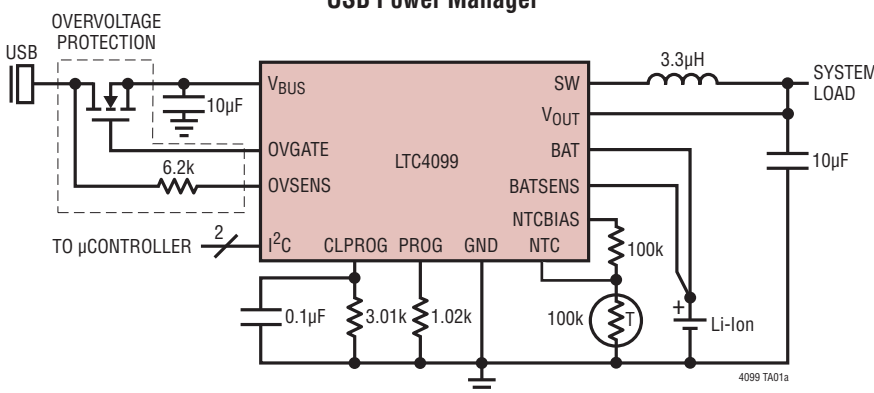 USB Power Manager
OVERVOLTAGE
PROTECTION
USB
VBUS
10µF
OVGATE
6.2k
OVSENS
TO µCONTROLLER
2
I2C
CLPROG
PROG
GND
NTC
LTC4099
SW
VOUT
BAT
BATSENS
NTCBIAS
3.3µH
SYSTEM
LOAD
10µF
100k
0.1µF
3.01k
1.02k
100k
T
+
Li-Ion
4099 TA01a